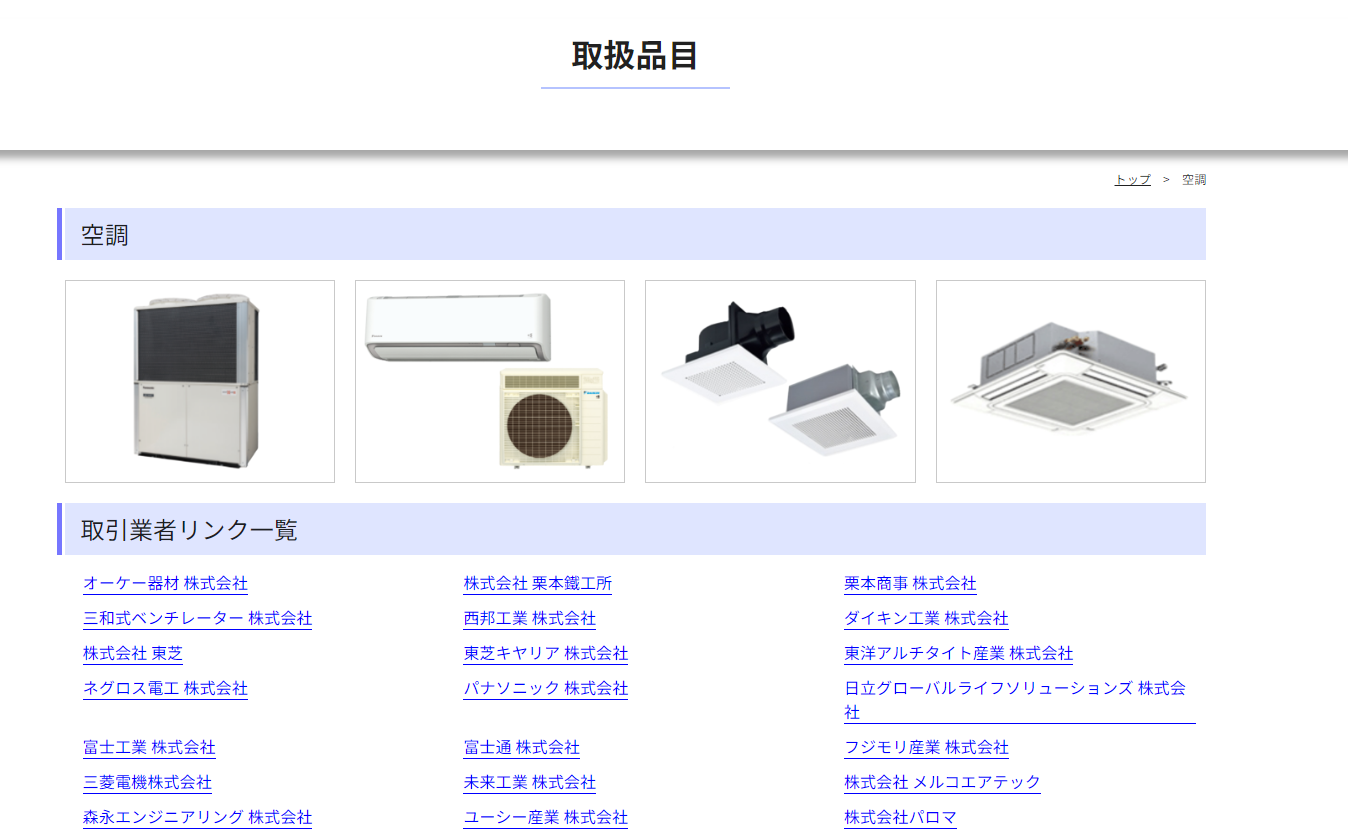 取扱品目
トップ > 空調
空調
取引業者リンク一覧
オーケー器材 株式会社
株式会社 栗本鐵工所
栗本商事 株式会社
三和式ベンチレーター 株式会社
西邦工業 株式会社
ダイキン工業 株式会社
株式会社 東芝
東芝キヤリア 株式会社
東洋アルチタイト産業 株式会社
ネグロス電工 株式会社
パナソニック 株式会社
日立グローバルライフソリューションズ 株式会
社
富士工業 株式会社
富士通 株式会社
フジモリ産業 株式会社
三菱電機株式会社
未来工業 株式会社
株式会社 メルコエアテック
森永エンジニアリング 株式会社
ユーシー産業 株式会社
株式会社パロマ